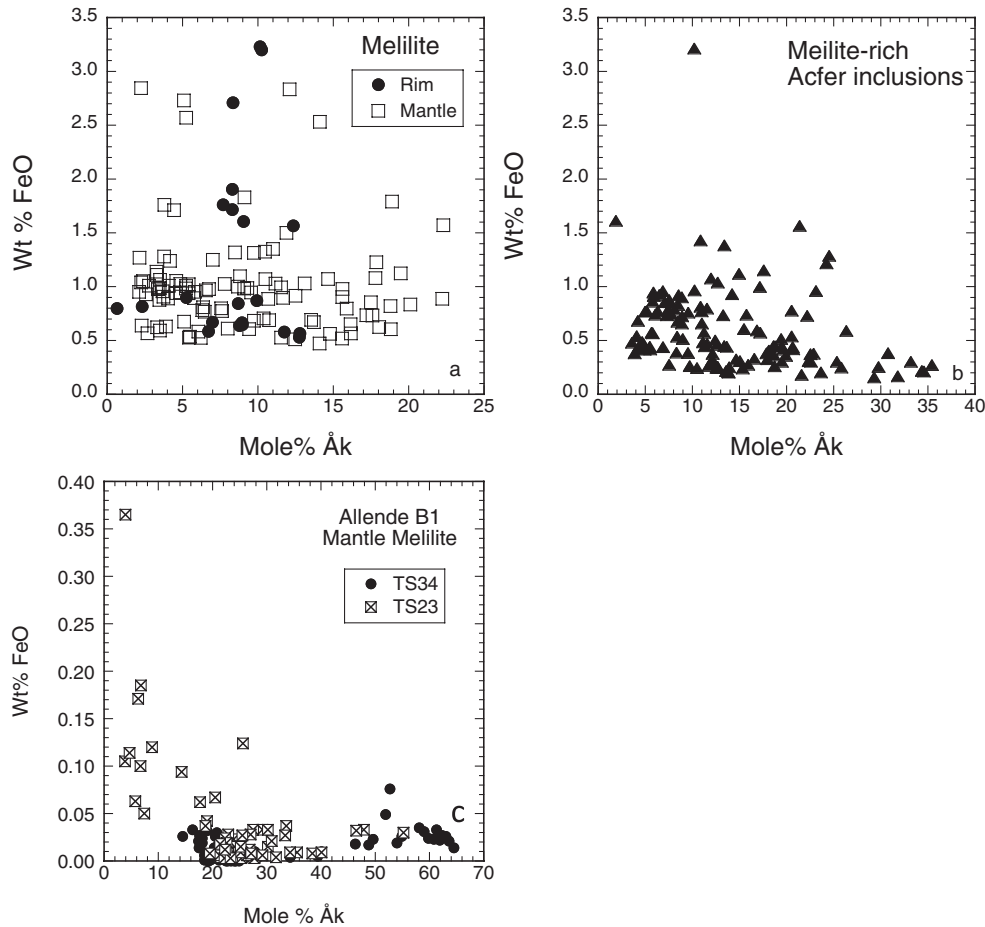 Melilite
Rim
Mantle
3.5
3.0
2.5
2.0
1.5
1.0
0.5
0.0
Wt % FeO
0 5 10 15 20 25
Mole% Åk
a
Meilite-rich
Acfer inclusions
3.5
3.0
2.5
2.0
1.5
1.0
0.5
0.0
Wt% FeO
0 5 10 15 20 25 30 35 40
Mole% Åk
b
Allende B1
Mantle Melilite
TS34
TS23
0.40
0.35
0.30
0.25
0.20
0.15
0.10
0.05
0.00
Wt% FeO
0 10 20 30 40 50 60 70
Mole % Åk
C